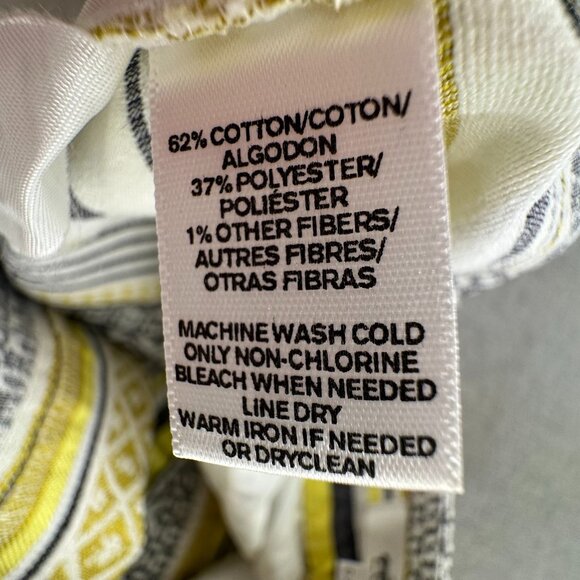 62% COTTON/COTON/
ALGODON
37% POLYESTER/
POLIÉSTER
1% OTHER FIBERS/
AUTRES FIBRES/
OTRAS FIBRAS
MACHINE WASH COLD
ONLY NON-CHLORINE
BLEACH WHEN NEEDED
LINE DRY
WARM IRON IF NEEDED
OR DRYCLEAN